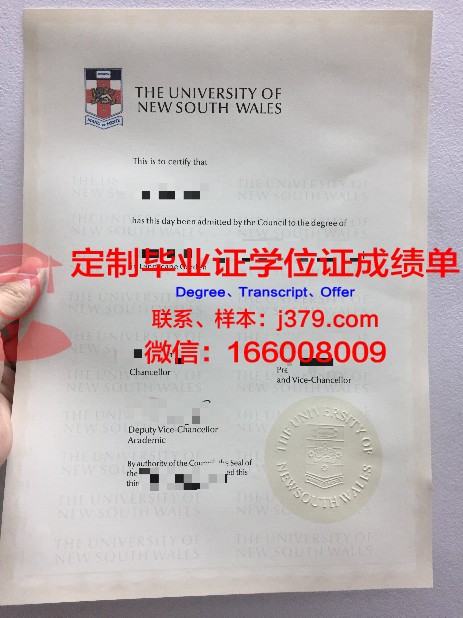 THE UNIVERSITY OF
NEW SOUTH WALES
This is to certify that
has this day been admitted by the Council to the degree of
定制毕业证学位证成绩单
Degree、Transcript、Offer
联系、样本：j379.com
微信：166008009
Chancellor
and Vice-Chancellor
Deputy Vice-Chancellor
Academic
By authority of the Council the Seal of
the
THE UNIVERSITY OF
NEW SOUTH WALES